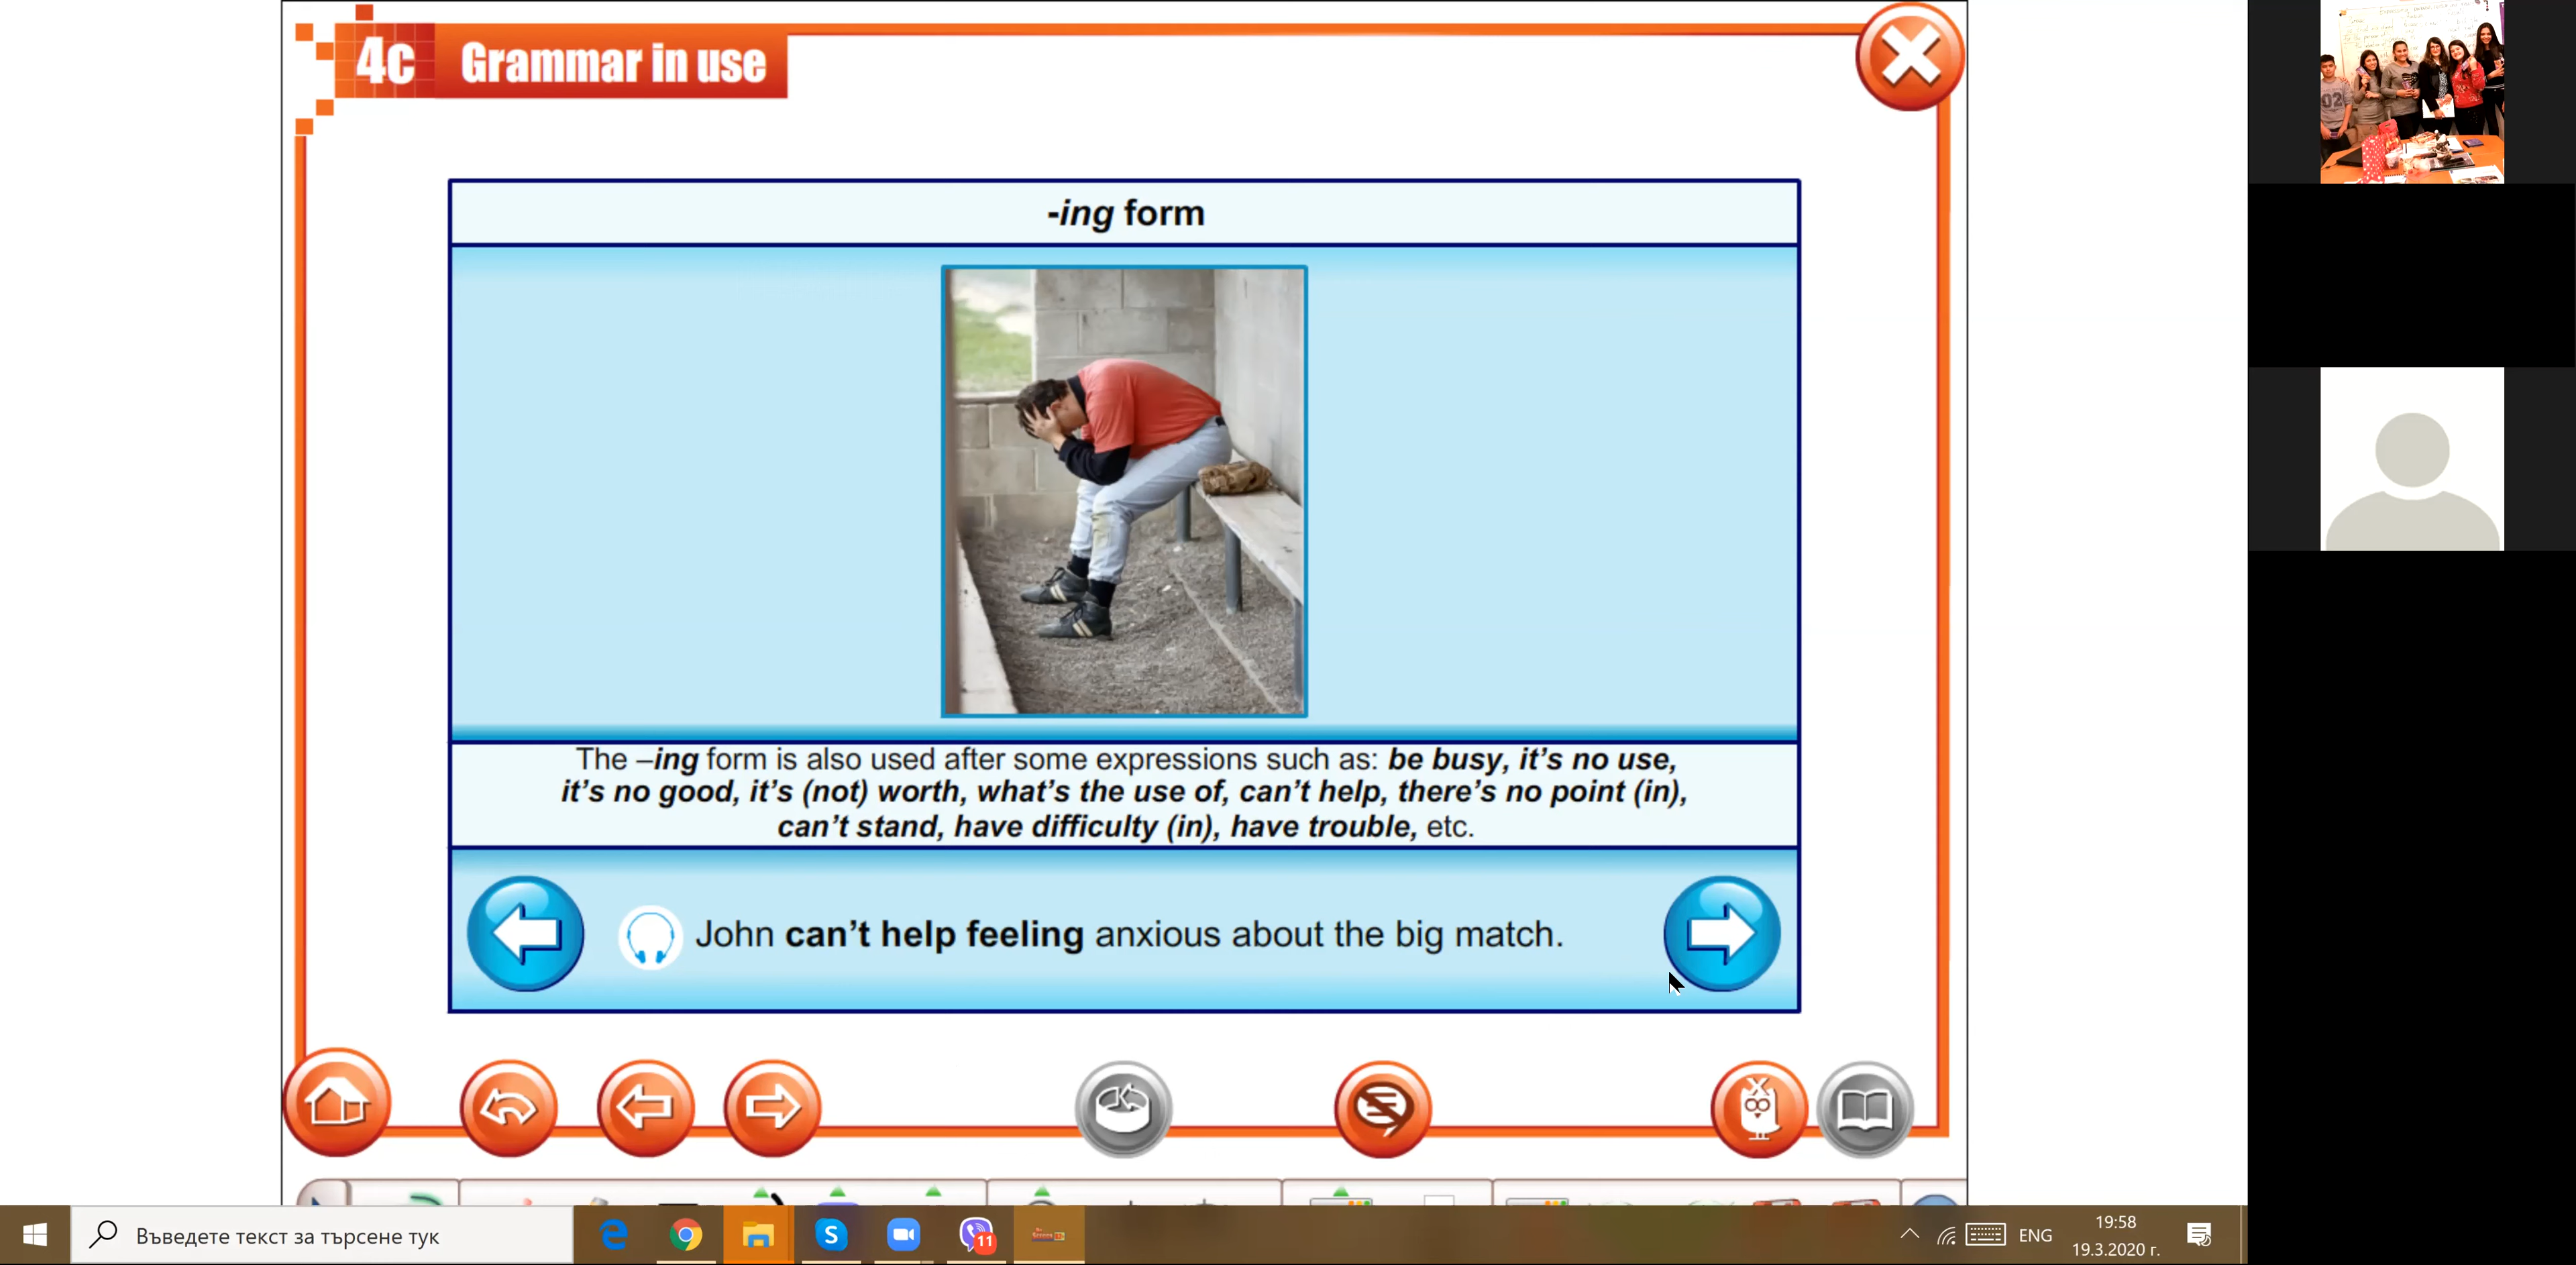 4c Grammar in use
-ing form
The –ing form is also used after some expressions such as: be busy, it's no use,
it's no good, it's (not) worth, what's the use of, can't help, there's no point (in),
can't stand, have difficulty (in), have trouble, etc.
John can't help feeling anxious about the big match.
Въведете текст за търсене тук
11
ENG
19:58
19.3.2020 г.